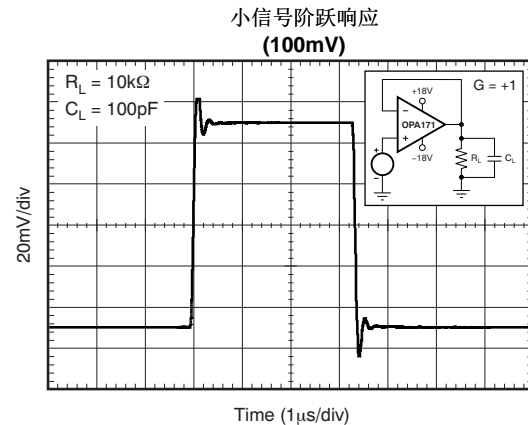 小信号阶跃响应
(100mV)
R_L = 10kΩ
C_L = 100pF
G = +1
+18V
−
OPA171
+
−18V
+
−
R_L
C_L
20mV/div
Time (1μs/div)